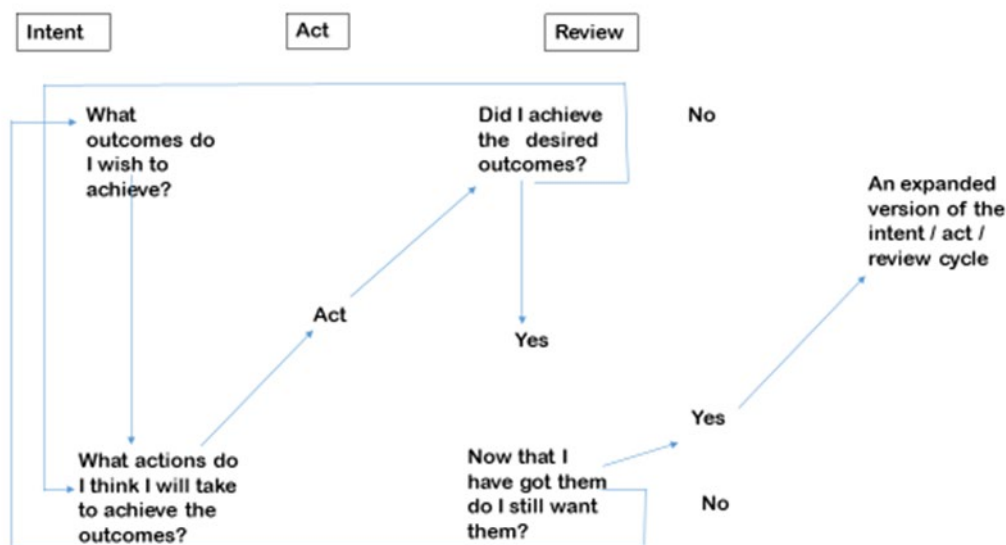 Intent
Act
Review
What
outcomes do
I wish to
achieve?
Did I achieve
the desired
outcomes?
No
An expanded
version of the
intent / act /
review cycle
Act
Yes
Yes
What actions do
I think I will take
to achieve the
outcomes?
Now that I
have got them
do I still want
them?
No